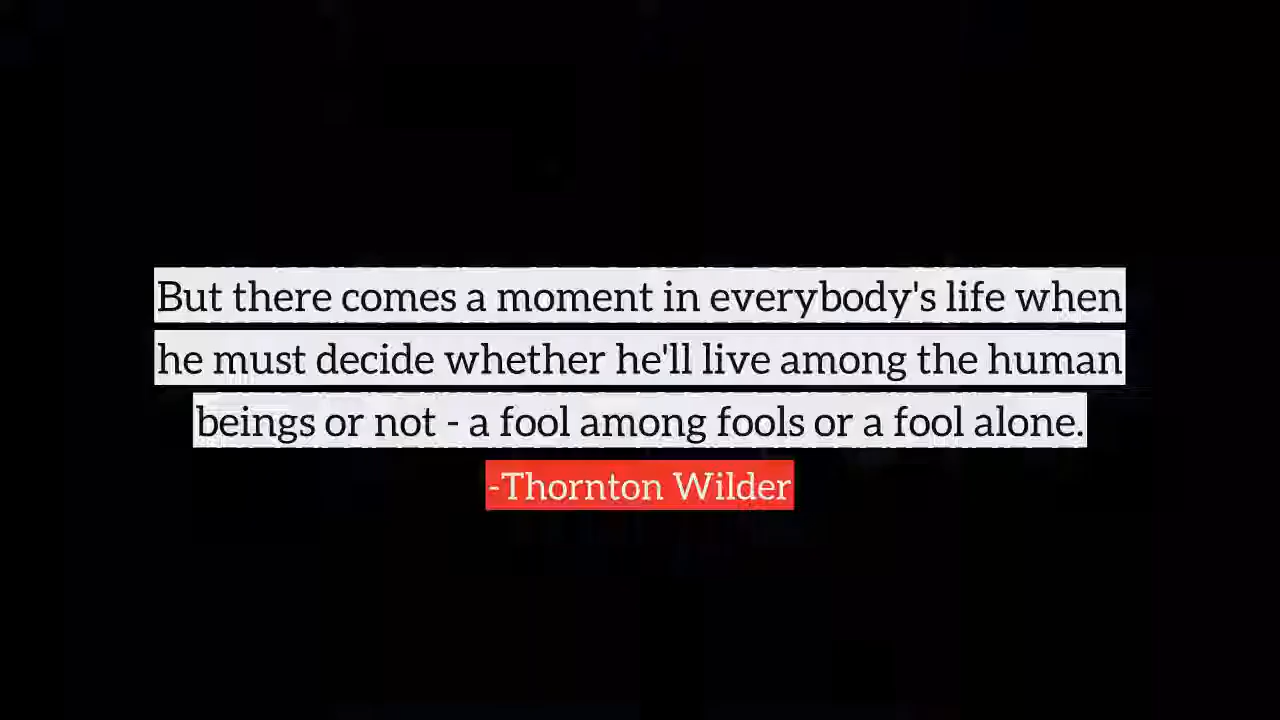 But there comes a moment in everybody's life when
he must decide whether he'll live among the human
beings or not - a fool among fools or a fool alone.
-Thornton Wilder